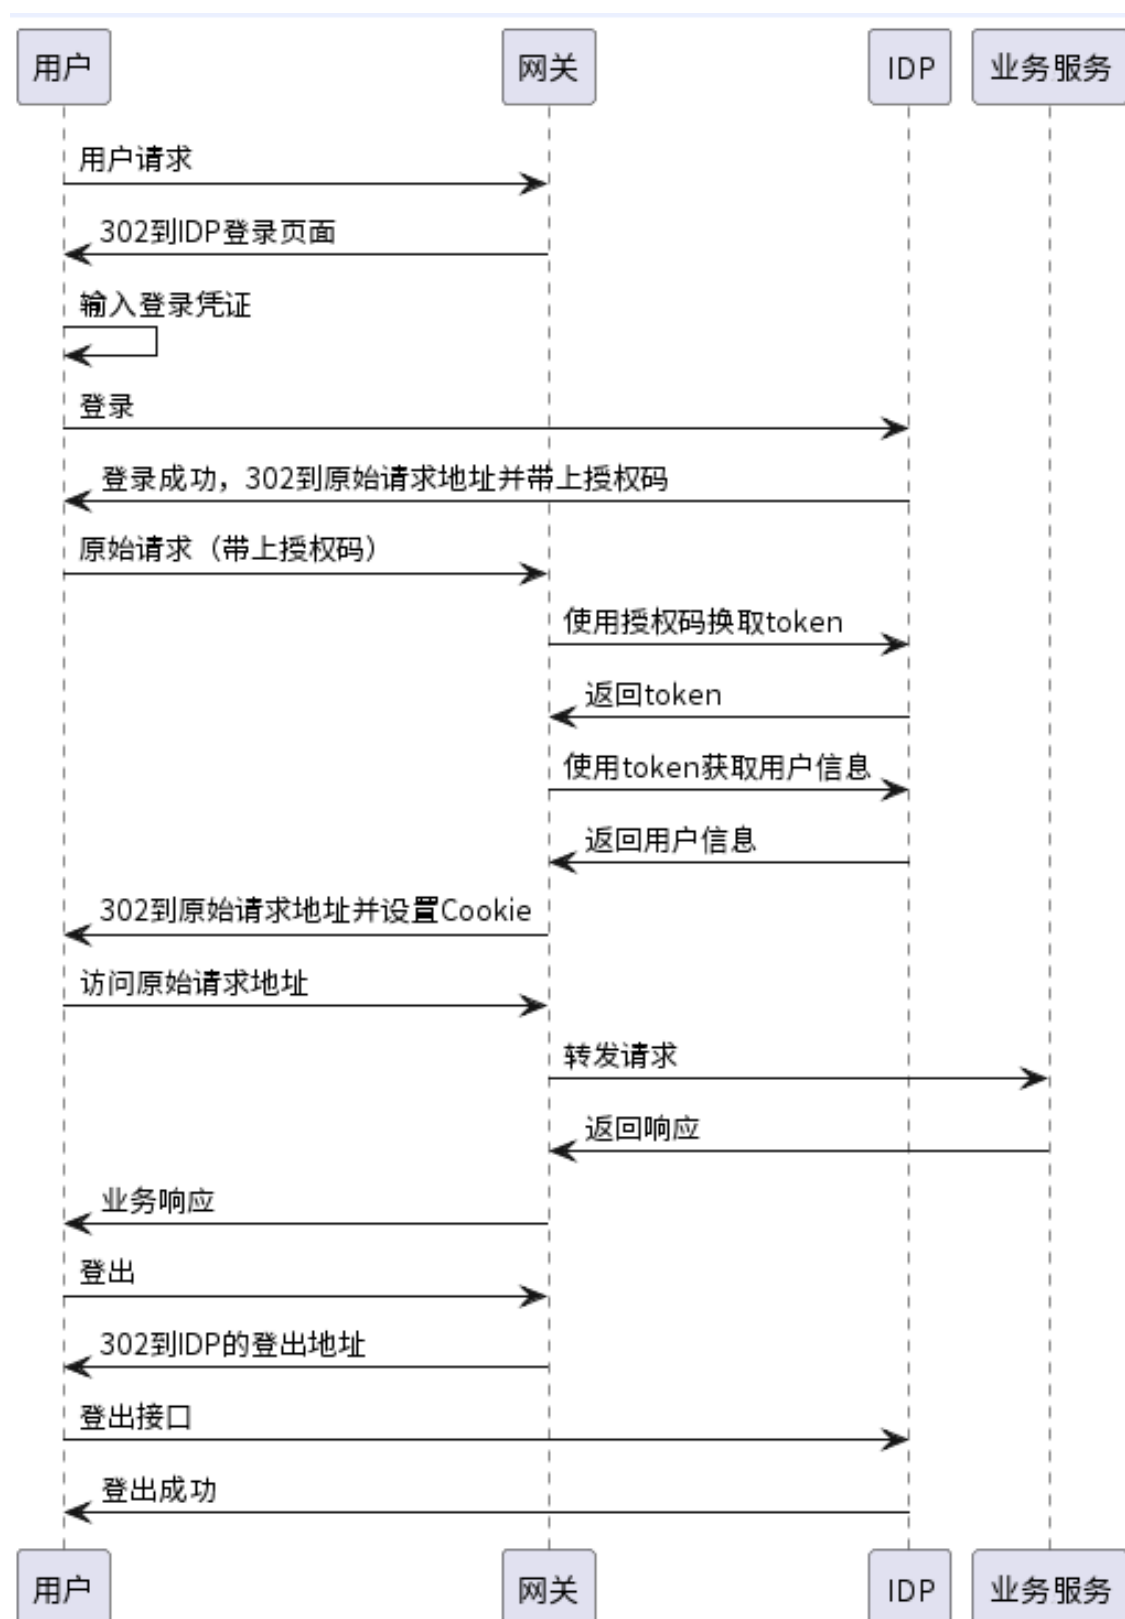 用户 网关 IDP 业务服务
用户请求
302到IDP登录页面
输入登录凭证
登录
登录成功，302到原始请求地址并带上授权码
原始请求（带上授权码）
使用授权码换取token
返回token
使用token获取用户信息
返回用户信息
302到原始请求地址并设置Cookie
访问原始请求地址
转发请求
返回响应
业务响应
登出
302到IDP的登出地址
登出接口
登出成功
用户 网关 IDP 业务服务